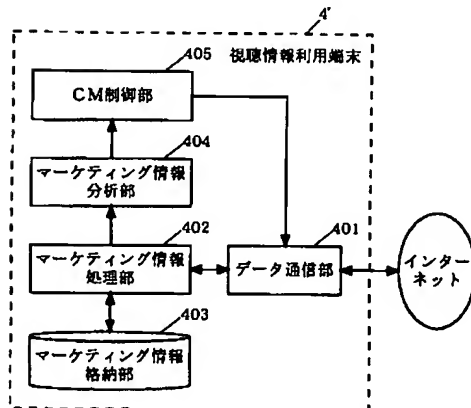 4'
405
視聴情報利用端末
CM制御部
404
マーケティング情報
分析部
402
マーケティング情報
処理部
401
データ通信部
インター
ネット
403
マーケティング情報
格納部